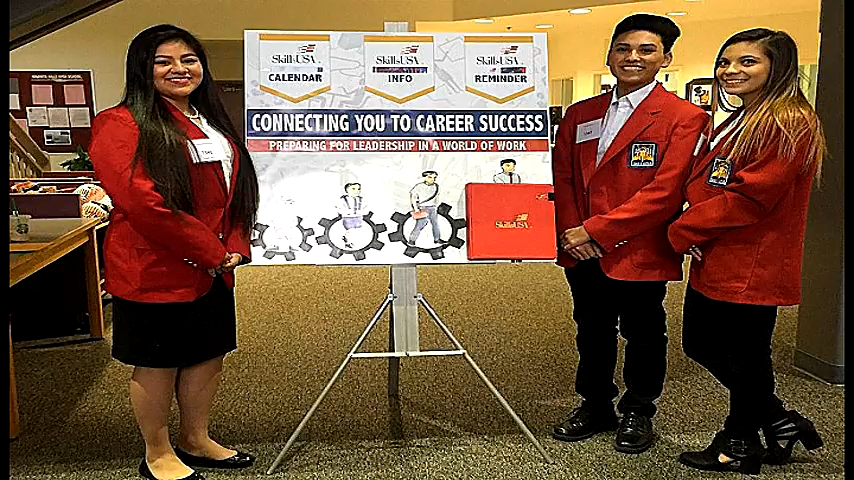 SkillsUSA SkillsUSA SkillsUSA
CALENDAR INFO REMINDER
CONNECTING YOU TO CAREER SUCCESS
PREPARING FOR LEADERSHIP IN A WORLD OF WORK
SkillsUSA